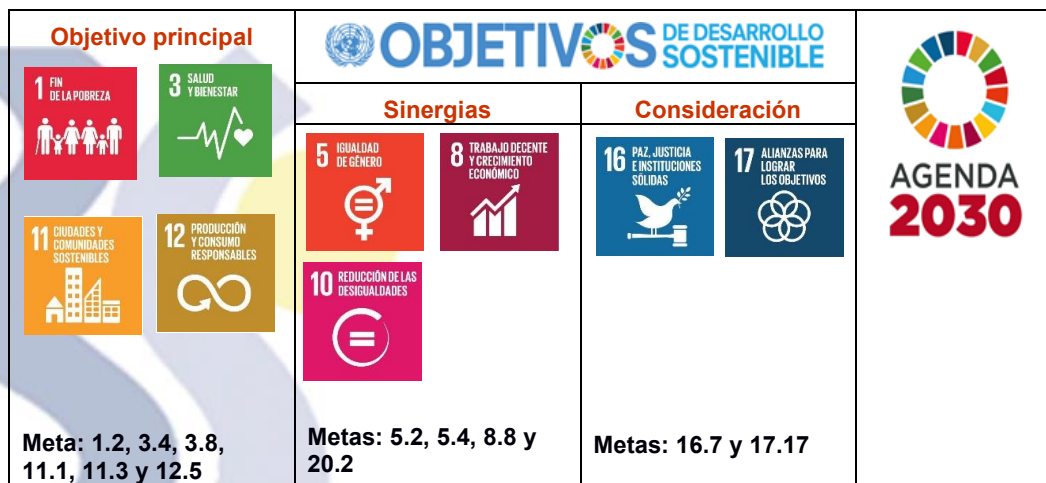 Objetivo principal
1 FIN
DE LA POBREZA
3 SALUD
Y BIENESTAR
11 CIUDADES Y
COMUNIDADES
SOSTENIBLES
12 PRODUCCIÓN
Y CONSUMO
RESPONSABLES
Meta: 1.2, 3.4, 3.8,
11.1, 11.3 y 12.5
OBJETIVOS DE DESARROLLO
SOSTENIBLE
Sinergias
5 IGUALDAD
DE GÉNERO
8 TRABAJO DECENTE
Y CRECIMIENTO
ECONÓMICO
10 REDUCCIÓN DE LAS
DESIGUALDADES
Metas: 5.2, 5.4, 8.8 y
20.2
Consideración
16 PAZ, JUSTICIA
E INSTITUCIONES
SÓLIDAS
17 ALIANZAS PARA
LOGRAR
LOS OBJETIVOS
Metas: 16.7 y 17.17
AGENDA
2030